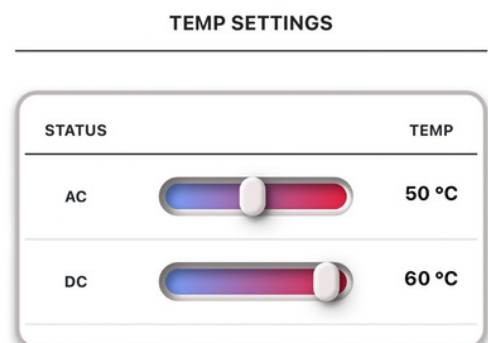 TEMP SETTINGS
STATUS TEMP
AC 50 °C
DC 60 °C